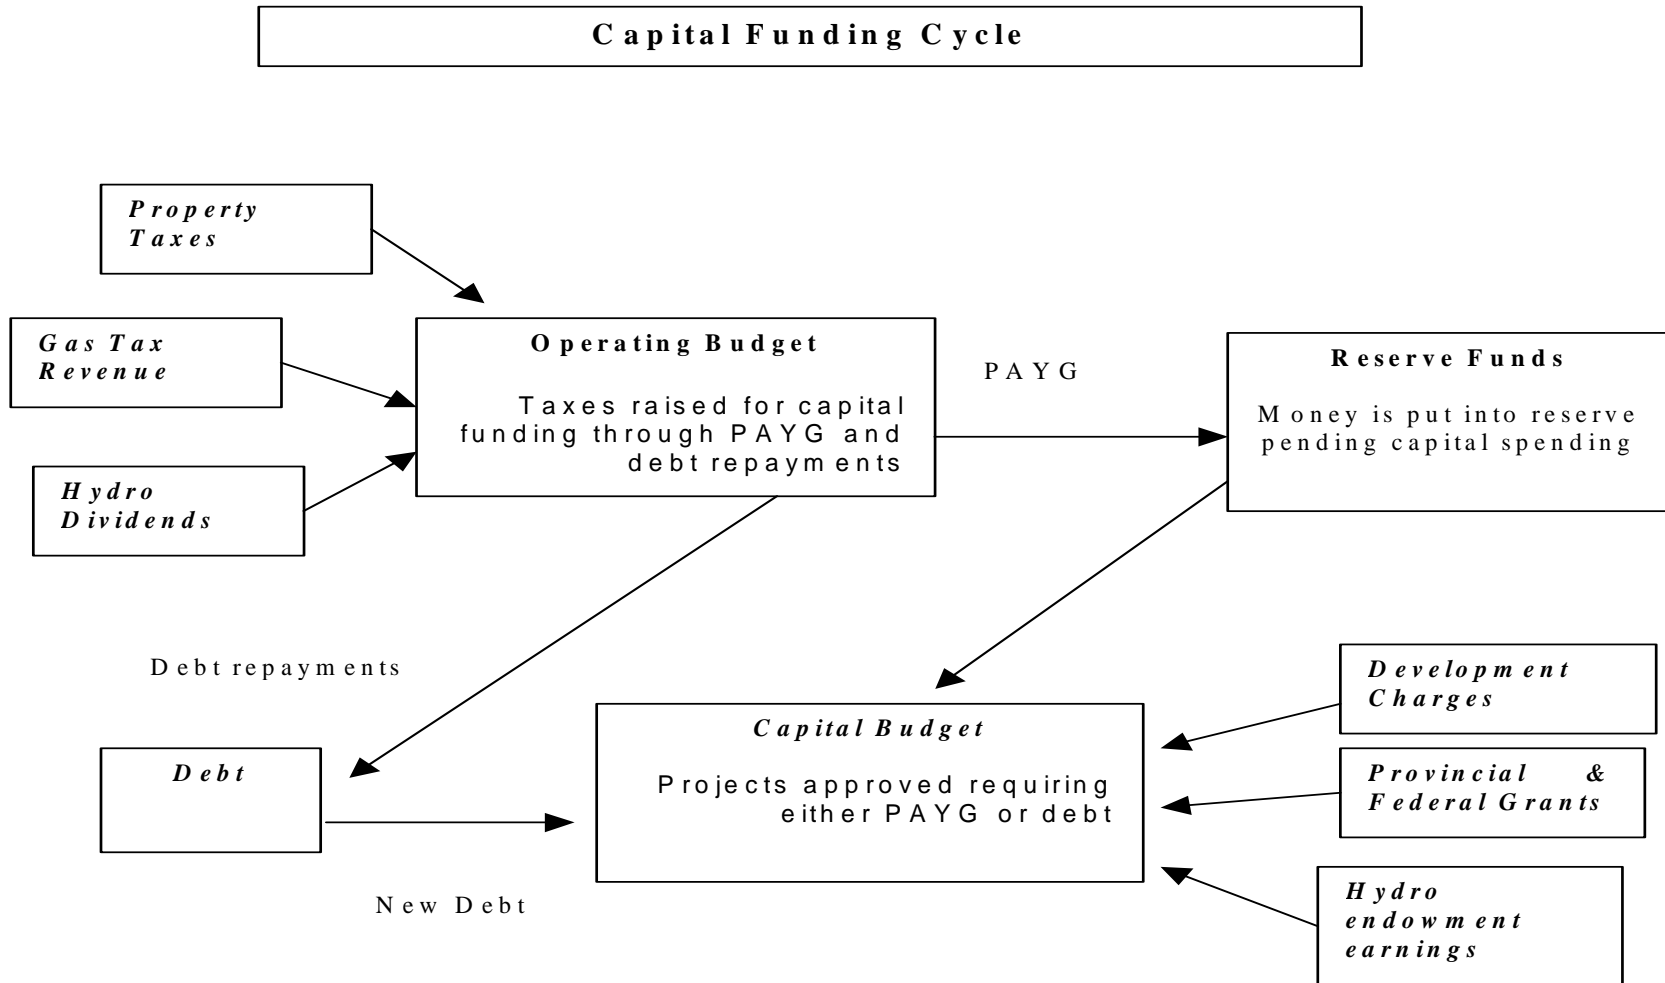 Capital Funding Cycle
Property
Taxes
Gas Tax
Revenue
Hydro
Dividends
Operating Budget
Taxes raised for capital
funding through PAYG and
debt repayments
PAYG
Reserve Funds
Money is put into reserve
pending capital spending
Debt repayments
Debt
New Debt
Capital Budget
Projects approved requiring
either PAYG or debt
Development
Charges
Provincial &
Federal Grants
Hydro
endowment
earnings